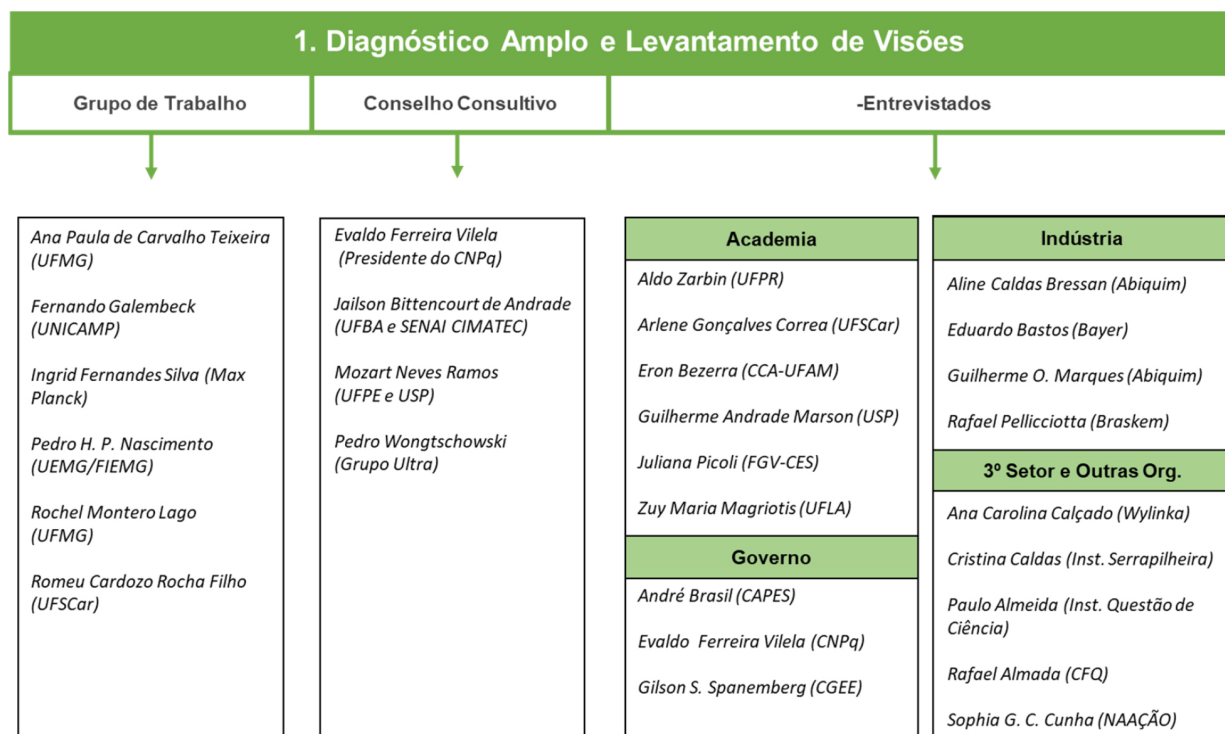 1. Diagnóstico Amplo e Levantamento de Visões
Grupo de Trabalho
Conselho Consultivo
-Entrevistados
Ana Paula de Carvalho Teixeira
(UFMG)
Fernando Galembeck
(UNICAMP)
Ingrid Fernandes Silva (Max
Planck)
Pedro H. P. Nascimento
(UEMG/FIEMG)
Rochel Montero Lago
(UFMG)
Romeu Cardozo Rocha Filho
(UFSCar)
Evaldo Ferreira Vilela
(Presidente do CNPq)
Jailson Bittencourt de Andrade
(UFBA e SENAI CIMATEC)
Mozart Neves Ramos
(UFPE e USP)
Pedro Wongtschowski
(Grupo Ultra)
Academia
Aldo Zarbin (UFPR)
Arlene Gonçalves Correa (UFSCar)
Eron Bezerra (CCA-UFAM)
Guilherme Andrade Marson (USP)
Juliana Picoli (FGV-CES)
Zuy Maria Magriotis (UFLA)
Governo
André Brasil (CAPES)
Evaldo Ferreira Vilela (CNPq)
Gilson S. Spanemberg (CGEE)
Indústria
Aline Caldas Bressan (Abiquim)
Eduardo Bastos (Bayer)
Guilherme O. Marques (Abiquim)
Rafael Pellicciotta (Braskem)
3º Setor e Outras Org.
Ana Carolina Calçado (Wylinka)
Cristina Caldas (Inst. Serrapilheira)
Paulo Almeida (Inst. Questão de
Ciência)
Rafael Almada (CFQ)
Sophia G. C. Cunha (NAAÇÃO)